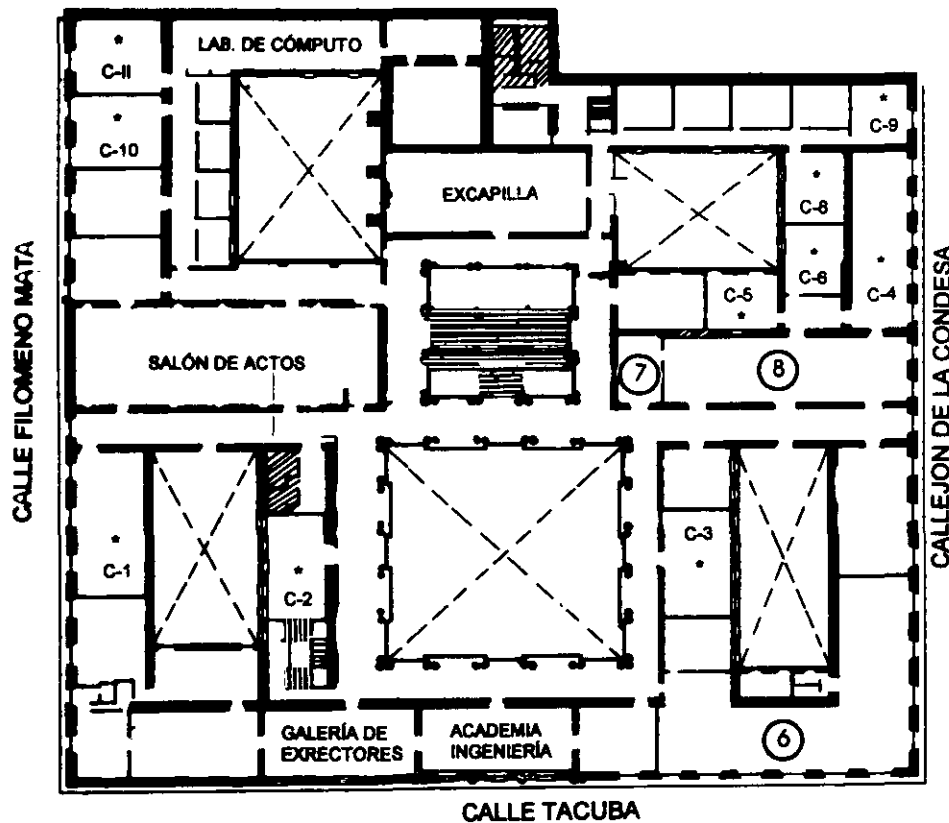 LAB. DE CÓMPUTO
*
C-II
*
C-10
*
C-9
EXCAPILLA
*
C-8
*
C-6
C-5
*
*
C-4
SALÓN DE ACTOS
7
8
CALLE FILOMENO MATA
CALLEJON DE LA CONDESA
*
C-1
*
C-2
C-3
*
GALERÍA DE
EXRECTORES
ACADEMIA
INGENIERÍA
6
CALLE TACUBA